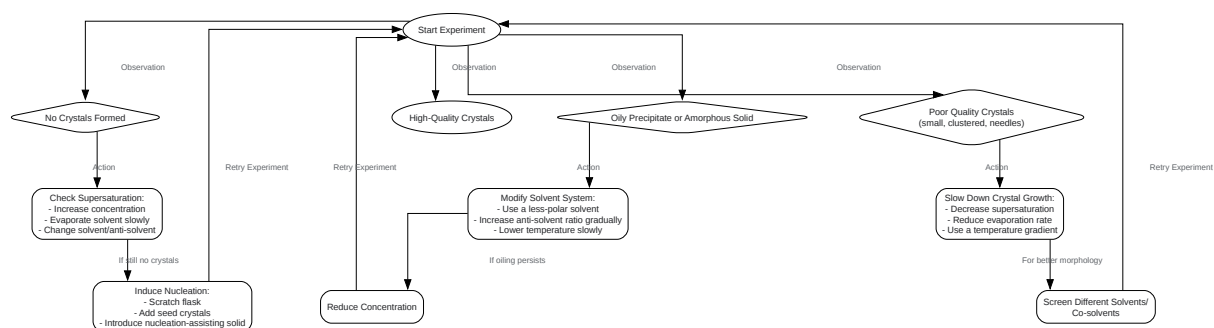 Start Experiment
Observation
Observation
Observation
Observation
No Crystals Formed
High-Quality Crystals
Oily Precipitate or Amorphous Solid
Poor Quality Crystals
(small, clustered, needles)
Action
Retry Experiment
Retry Experiment
Action
Action
Retry Experiment
Check Supersaturation:
- Increase concentration
- Evaporate solvent slowly
- Change solvent/anti-solvent
Modify Solvent System:
- Use a less-polar solvent
- Increase anti-solvent ratio gradually
- Lower temperature slowly
Slow Down Crystal Growth:
- Decrease supersaturation
- Reduce evaporation rate
- Use a temperature gradient
If still no crystals
If oiling persists
For better morphology
Induce Nucleation:
- Scratch flask
- Add seed crystals
- Introduce nucleation-assisting solid
Reduce Concentration
Screen Different Solvents/
Co-solvents